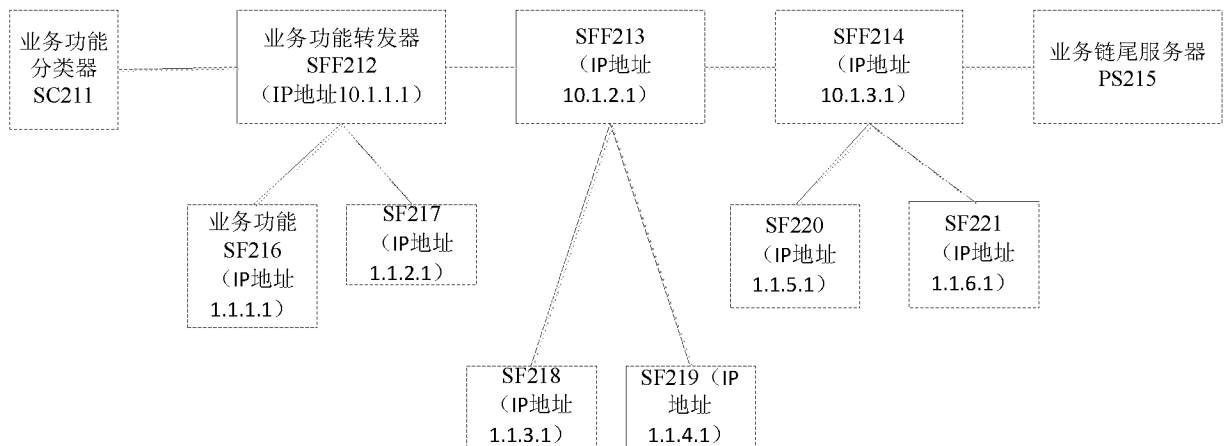 业务功能
分类器
SC211
业务功能转发器
SFF212
（IP地址10.1.1.1）
SFF213
（IP地址
10.1.2.1）
SFF214
（IP地址
10.1.3.1）
业务链尾服务器
PS215
业务功能
SF216
（IP地址
1.1.1.1）
SF217
（IP地址
1.1.2.1）
SF220
（IP地址
1.1.5.1）
SF221
（IP地址
1.1.6.1）
SF218
（IP地址
1.1.3.1）
SF219（IP
地址
1.1.4.1）